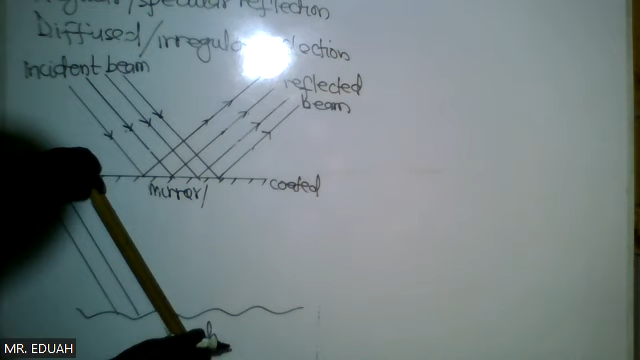 /specular reflection
Diffused/irregular
incident beam
reflected
beam
mirror/
coated
MR. EDUAH